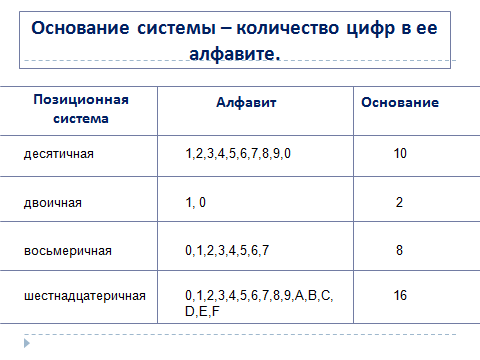 Основание системы – количество цифр в ее
алфавите.
Позиционная
система
Алфавит
Основание
десятичная
1,2,3,4,5,6,7,8,9,0
10
двоичная
1, 0
2
восьмеричная
0,1,2,3,4,5,6,7
8
шестнадцатеричная
0,1,2,3,4,5,6,7,8,9,A,B,C,
D,E,F
16